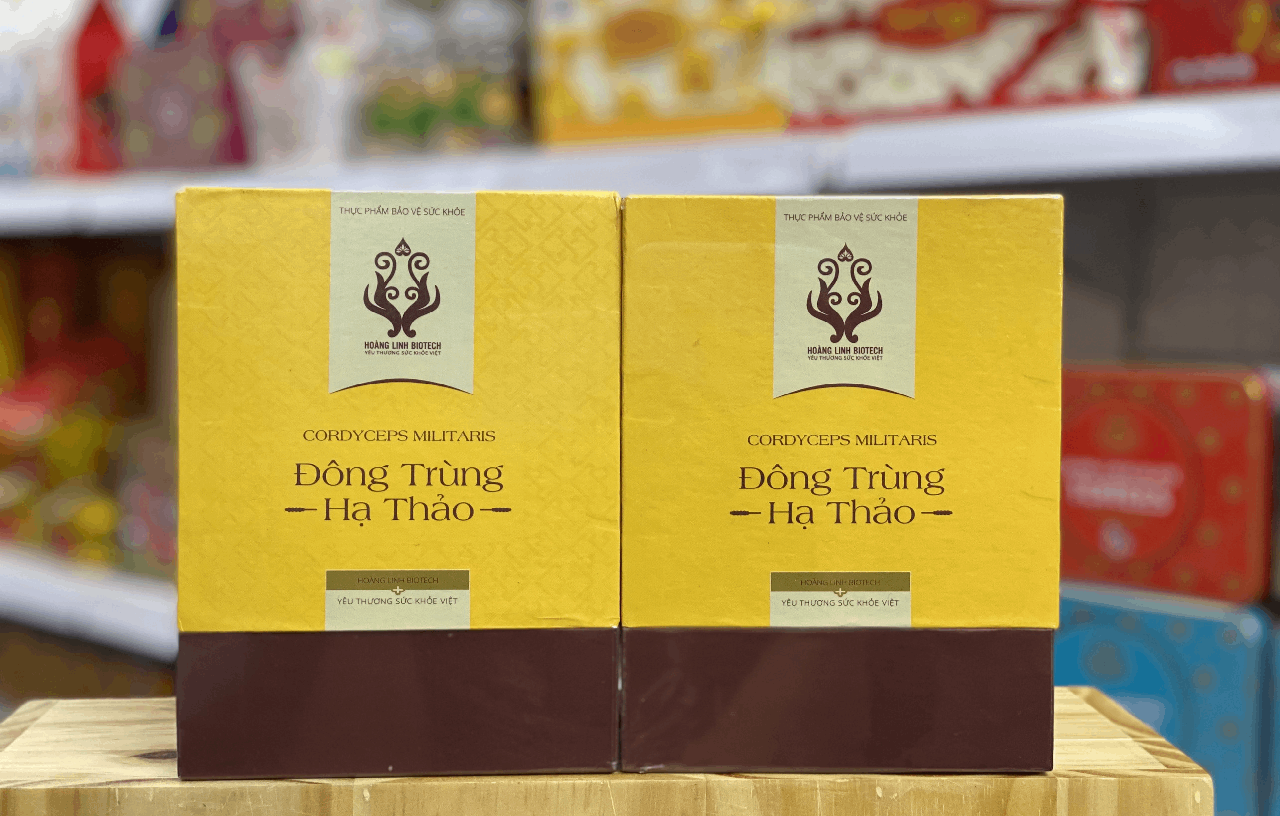 THỰC PHẨM BẢO VỆ SỨC KHỎE
HOÀNG LINH BIOTECH
YÊU THƯƠNG SỨC KHỎE VIỆT
CORDYCEPS MILITARIS
Đông Trùng
Hạ Thảo
HOÀNG LINH BIOTECH
YÊU THƯƠNG SỨC KHỎE VIỆT
THỰC PHẨM BẢO VỆ SỨC KHỎE
HOÀNG LINH BIOTECH
YÊU THƯƠNG SỨC KHỎE VIỆT
CORDYCEPS MILITARIS
Đông Trùng
Hạ Thảo
HOÀNG LINH BIOTECH
YÊU THƯƠNG SỨC KHỎE VIỆT